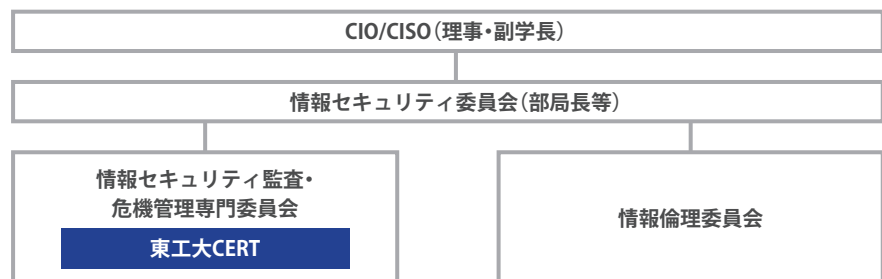 CIO/CISO（理事・副学長）
情報セキュリティ委員会（部局長等）
情報セキュリティ監査・
危機管理専門委員会
東工大CERT
情報倫理委員会